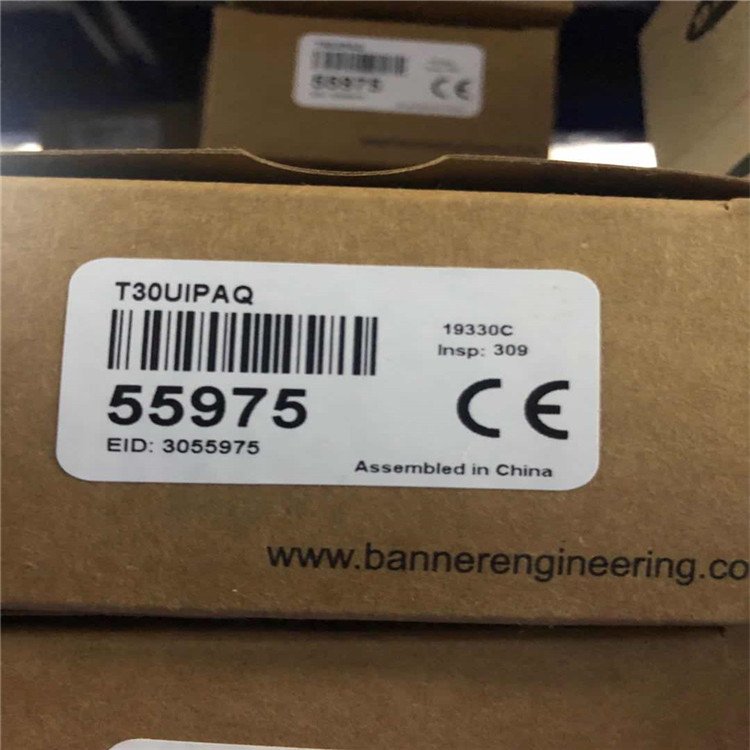 55975
CE
T30UIPAQ
19330C
Insp: 309
55975
CE
EID: 3055975
Assembled in China
www.bannerengineering.co